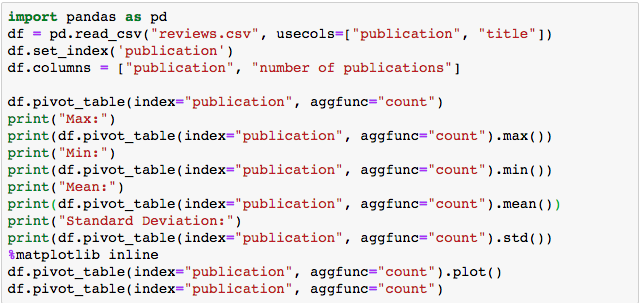 import pandas as pd
df = pd.read_csv("reviews.csv", usecols=["publication", "title"])
df.set_index('publication')
df.columns = ["publication", "number of publications"]

df.pivot_table(index="publication", aggfunc="count")
print("Max:")
print(df.pivot_table(index="publication", aggfunc="count").max())
print("Min:")
print(df.pivot_table(index="publication", aggfunc="count").min())
print("Mean:")
print(df.pivot_table(index="publication", aggfunc="count").mean())
print("Standard Deviation:")
print(df.pivot_table(index="publication", aggfunc="count").std())
%matplotlib inline
df.pivot_table(index="publication", aggfunc="count").plot()
df.pivot_table(index="publication", aggfunc="count")